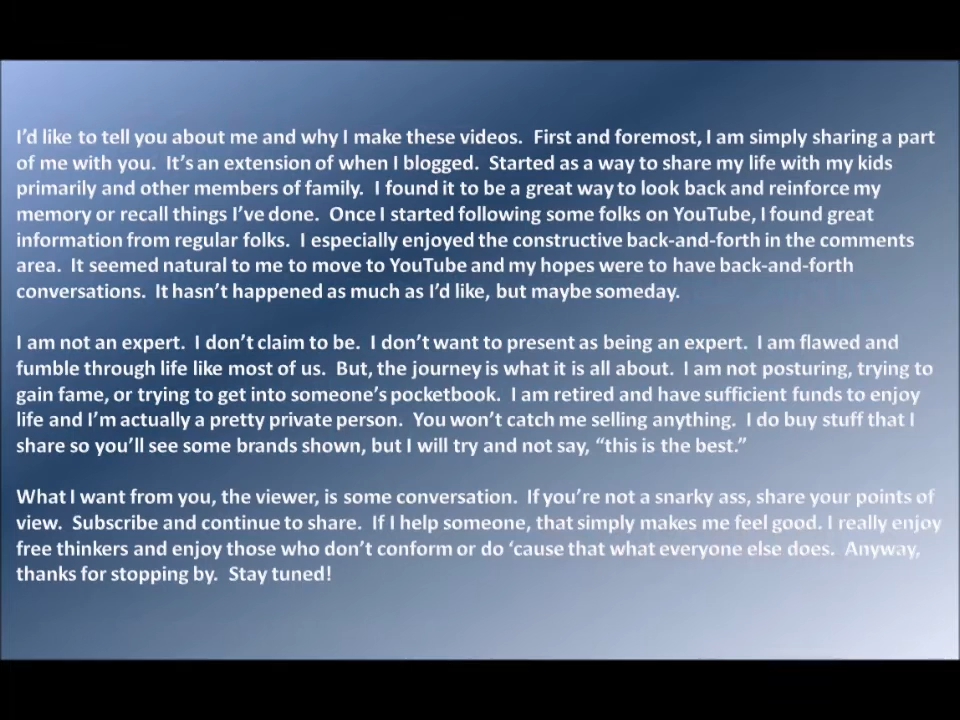 I’d like to tell you about me and why I make these videos.  First and foremost, I am simply sharing a part
of me with you.  It’s an extension of when I blogged.  Started as a way to share my life with my kids
primarily and other members of family.  I found it to be a great way to look back and reinforce my
memory or recall things I’ve done.  Once I started following some folks on YouTube, I found great
information from regular folks.  I especially enjoyed the constructive back-and-forth in the comments
area.  It seemed natural to me to move to YouTube and my hopes were to have back-and-forth
conversations.  It hasn’t happened as much as I’d like, but maybe someday.

I am not an expert.  I don’t claim to be.  I don’t want to present as being an expert.  I am flawed and
fumble through life like most of us.  But, the journey is what it is all about.  I am not posturing, trying to
gain fame, or trying to get into someone’s pocketbook.  I am retired and have sufficient funds to enjoy
life and I’m actually a pretty private person.  You won’t catch me selling anything.  I do buy stuff that I
share so you’ll see some brands shown, but I will try and not say, “this is the best.”

What I want from you, the viewer, is some conversation.  If you’re not a snarky ass, share your points of
view.  Subscribe and continue to share.  If I help someone, that simply makes me feel good. I really enjoy
free thinkers and enjoy those who don’t conform or do ‘cause that what everyone else does.  Anyway,
thanks for stopping by.  Stay tuned!